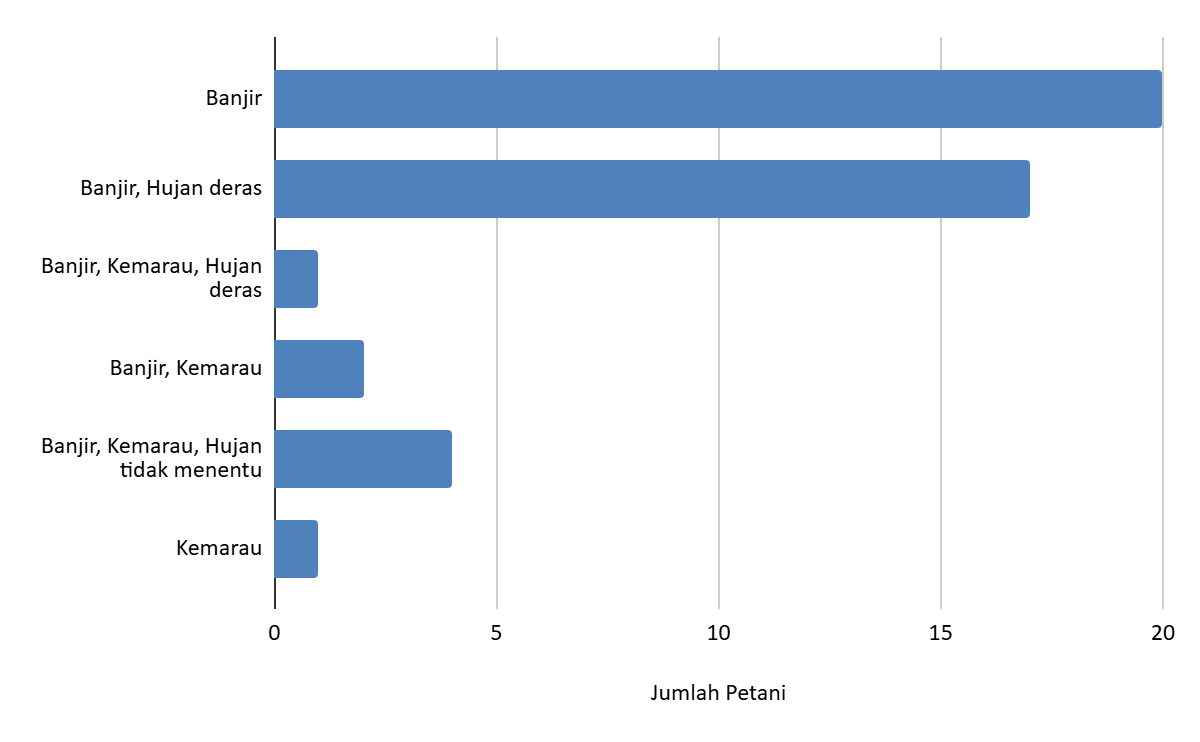 Banjir
Banjir, Hujan deras
Banjir, Kemarau, Hujan
deras
Banjir, Kemarau
Banjir, Kemarau, Hujan
tidak menentu
Kemarau
0 5 10 15 20
Jumlah Petani